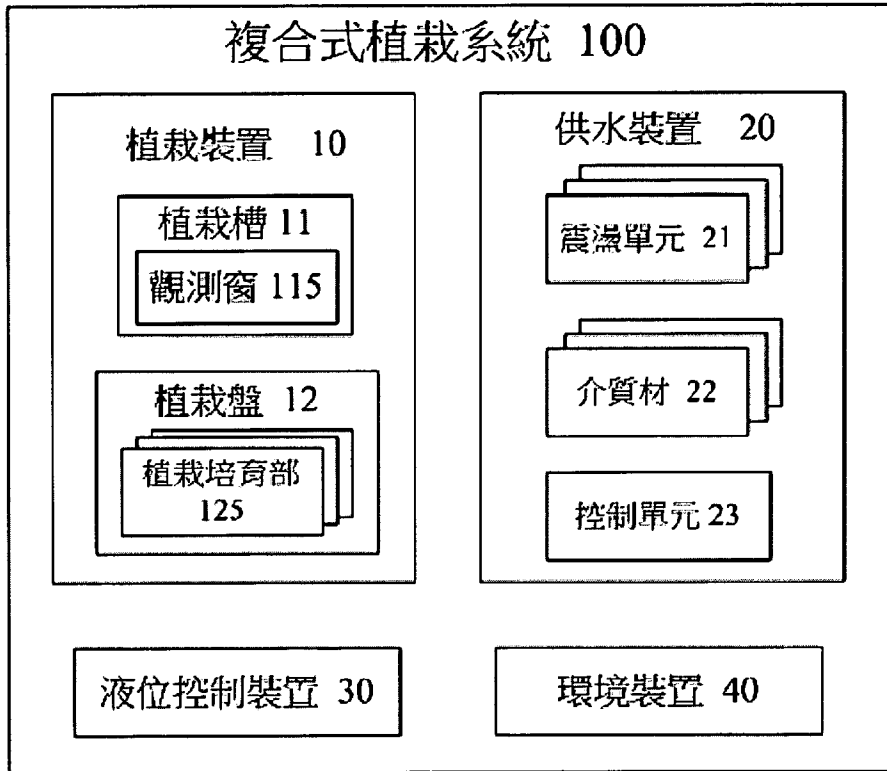 複合式植栽系統 100
植栽裝置 10
植栽槽 11
觀測窗 115
植栽盤 12
植栽培育部
125
供水裝置 20
震盪單元 21
介質材 22
控制單元 23
液位控制裝置 30
環境裝置 40